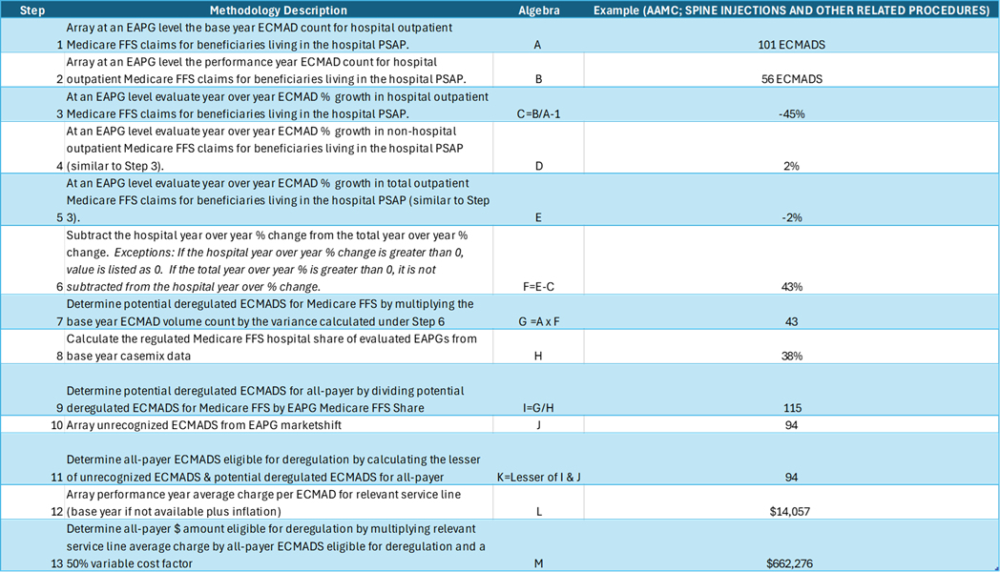 Step Methodology Description Algebra Example (AAMC; SPINE INJECTIONS AND OTHER RELATED PROCEDURES)
Array at an EAPG level the base year ECMAD count for hospital outpatient
1 Medicare FFS claims for beneficiaries living in the hospital PSAP. A 101 ECMADS
Array at an EAPG level the performance year ECMAD count for hospital
2 outpatient Medicare FFS claims for beneficiaries living in the hospital PSAP. B 56 ECMADS
At an EAPG level evaluate year over year ECMAD % growth in hospital outpatient
3 Medicare FFS claims for beneficiaries living in the hospital PSAP. C=B/A-1 -45%
At an EAPG level evaluate year over year ECMAD % growth in non-hospital
outpatient Medicare FFS claims for beneficiaries living in the hospital PSAP
4 (similar to Step 3). D 2%
At an EAPG level evaluate year over year ECMAD % growth in total outpatient
Medicare FFS claims for beneficiaries living in the hospital PSAP (similar to Step
5 3). E -2%
Subtract the hospital year over year % change from the total year over year %
change. Exceptions: If the hospital year over year % change is greater than 0,
value is listed as 0. If the total year over year % is greater than 0, it is not
6 subtracted from the hospital year over % change. F=E-C 43%
Determine potential deregulated ECMADS for Medicare FFS by multiplying the
7 base year ECMAD volume count by the variance calculated under Step 6 G =A x F 43
Calculate the regulated Medicare FFS hospital share of evaluated EAPGs from
8 base year casemix data H 38%
Determine potential deregulated ECMADS for all-payer by dividing potential
9 deregulated ECMADS for Medicare FFS by EAPG Medicare FFS Share I=G/H 115
10 Array unrecognized ECMADS from EAPG marketshift J 94
Determine all-payer ECMADS eligible for deregulation by calculating the lesser
11 of unrecognized ECMADS & potential deregulated ECMADS for all-payer K=Lesser of I & J 94
Array performance year average charge per ECMAD for relevant service line
12 (base year if not available plus inflation) L $14,057
Determine all-payer $ amount eligible for deregulation by multiplying relevant
service line average charge by all-payer ECMADS eligible for deregulation and a
13 50% variable cost factor M $662,276